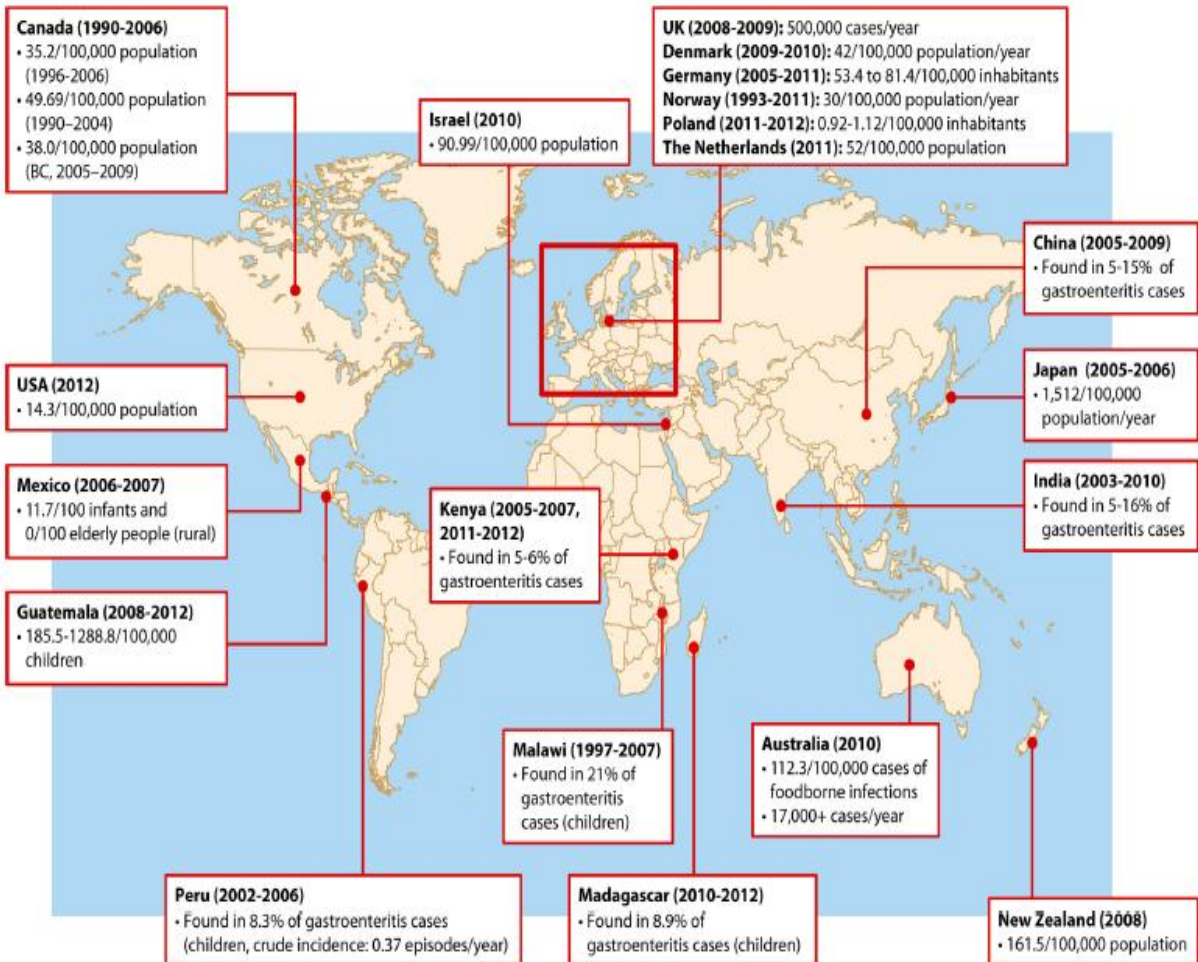 Canada (1990-2006)
• 35.2/100,000 population
(1996-2006)
• 49.69/100,000 population
(1990–2004)
• 38.0/100,000 population
(BC, 2005–2009)
UK (2008-2009): 500,000 cases/year
Denmark (2009-2010): 42/100,000 population/year
Germany (2005-2011): 53.4 to 81.4/100,000 inhabitants
Norway (1993-2011): 30/100,000 population/year
Poland (2011-2012): 0.92-1.12/100,000 inhabitants
The Netherlands (2011): 52/100,000 population
Israel (2010)
• 90.99/100,000 population
China (2005-2009)
• Found in 5-15% of
gastroenteritis cases
USA (2012)
• 14.3/100,000 population
Japan (2005-2006)
• 1,512/100,000
population/year
Mexico (2006-2007)
• 11.7/100 infants and
0/100 elderly people (rural)
Kenya (2005-2007,
2011-2012)
• Found in 5-6% of
gastroenteritis cases
India (2003-2010)
• Found in 5-16% of
gastroenteritis cases
Guatemala (2008-2012)
• 185.5-1288.8/100,000
children
Malawi (1997-2007)
• Found in 21% of
gastroenteritis
cases (children)
Australia (2010)
• 112.3/100,000 cases of
foodborne infections
• 17,000+ cases/year
Peru (2002-2006)
• Found in 8.3% of gastroenteritis cases
(children, crude incidence: 0.37 episodes/year)
Madagascar (2010-2012)
• Found in 8.9% of
gastroenteritis cases (children)
New Zealand (2008)
• 161.5/100,000 population